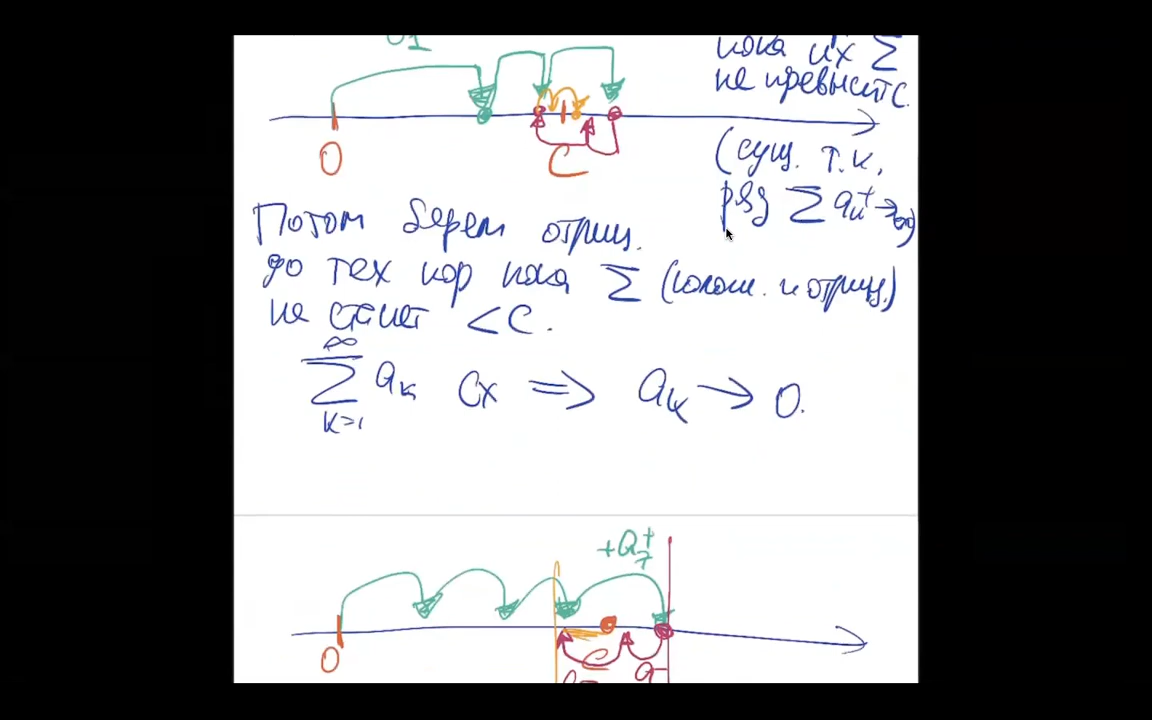 пока их Σ
не превысит C.
0
C
(сущ. т.к.
ряд Σ aₙ⁺→∞)
Потом берем отриц.
до тех пор пока Σ (полож. и отриц.)
не станет < C.
∞
Σ aₖ сх ⟹ aₖ → 0.
k=1
+a₇⁺
0
C
a⁻